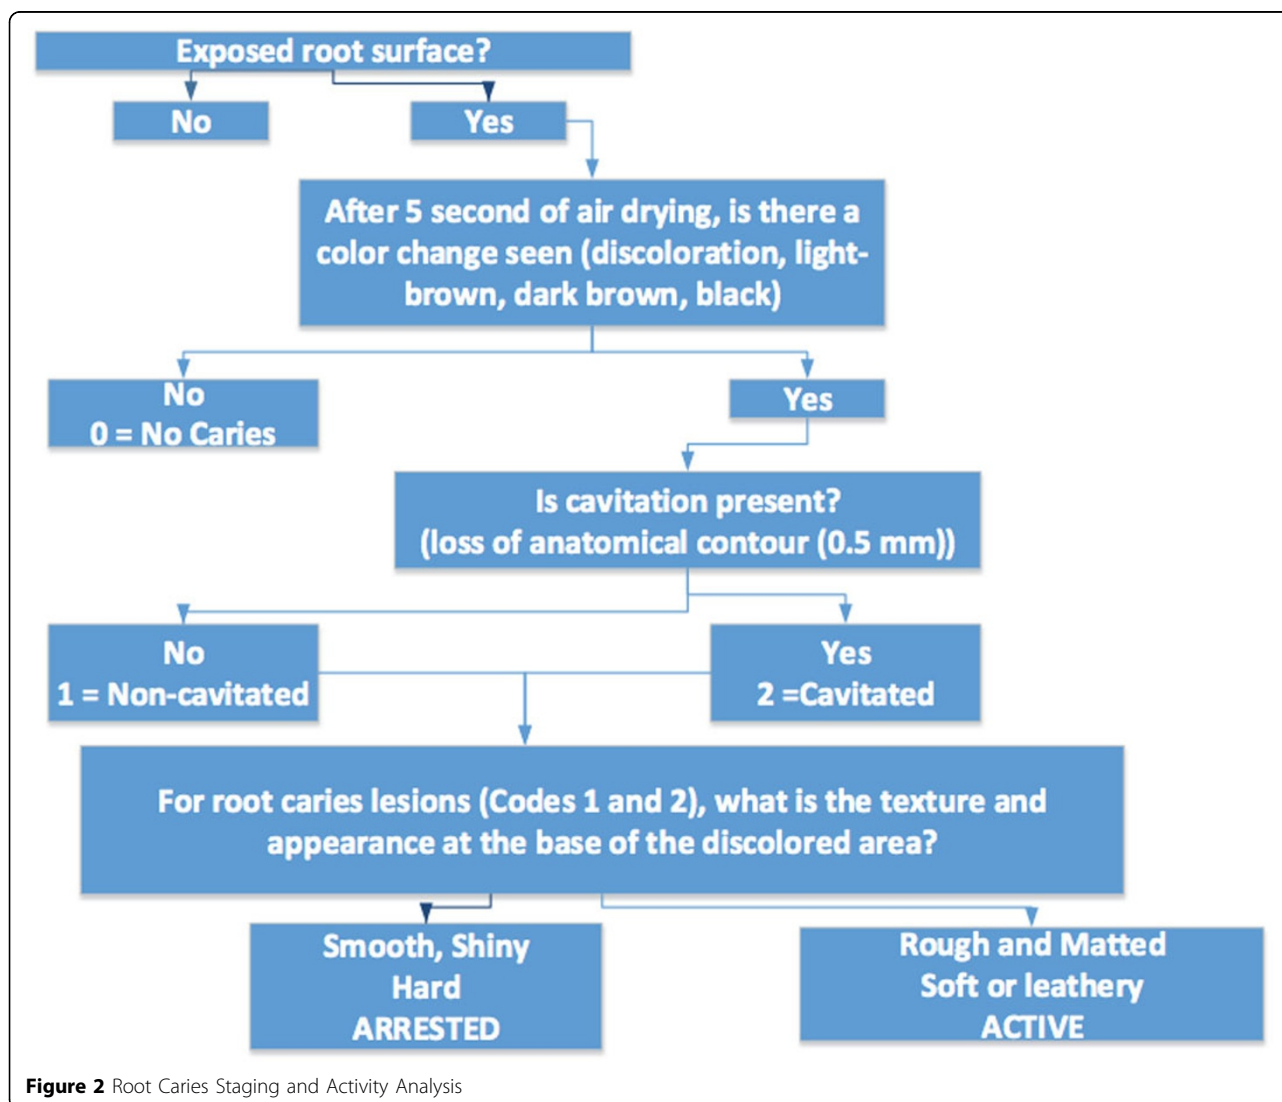 Exposed root surface?
No
Yes
After 5 second of air drying, is there a
color change seen (discoloration, light-
brown, dark brown, black)
No
0 = No Caries
Yes
Is cavitation present?
(loss of anatomical contour (0.5 mm))
No
1 = Non-cavitated
Yes
2 =Cavitated
For root caries lesions (Codes 1 and 2), what is the texture and
appearance at the base of the discolored area?
Smooth, Shiny
Hard
ARRESTED
Rough and Matted
Soft or leathery
ACTIVE
Figure 2 Root Caries Staging and Activity Analysis